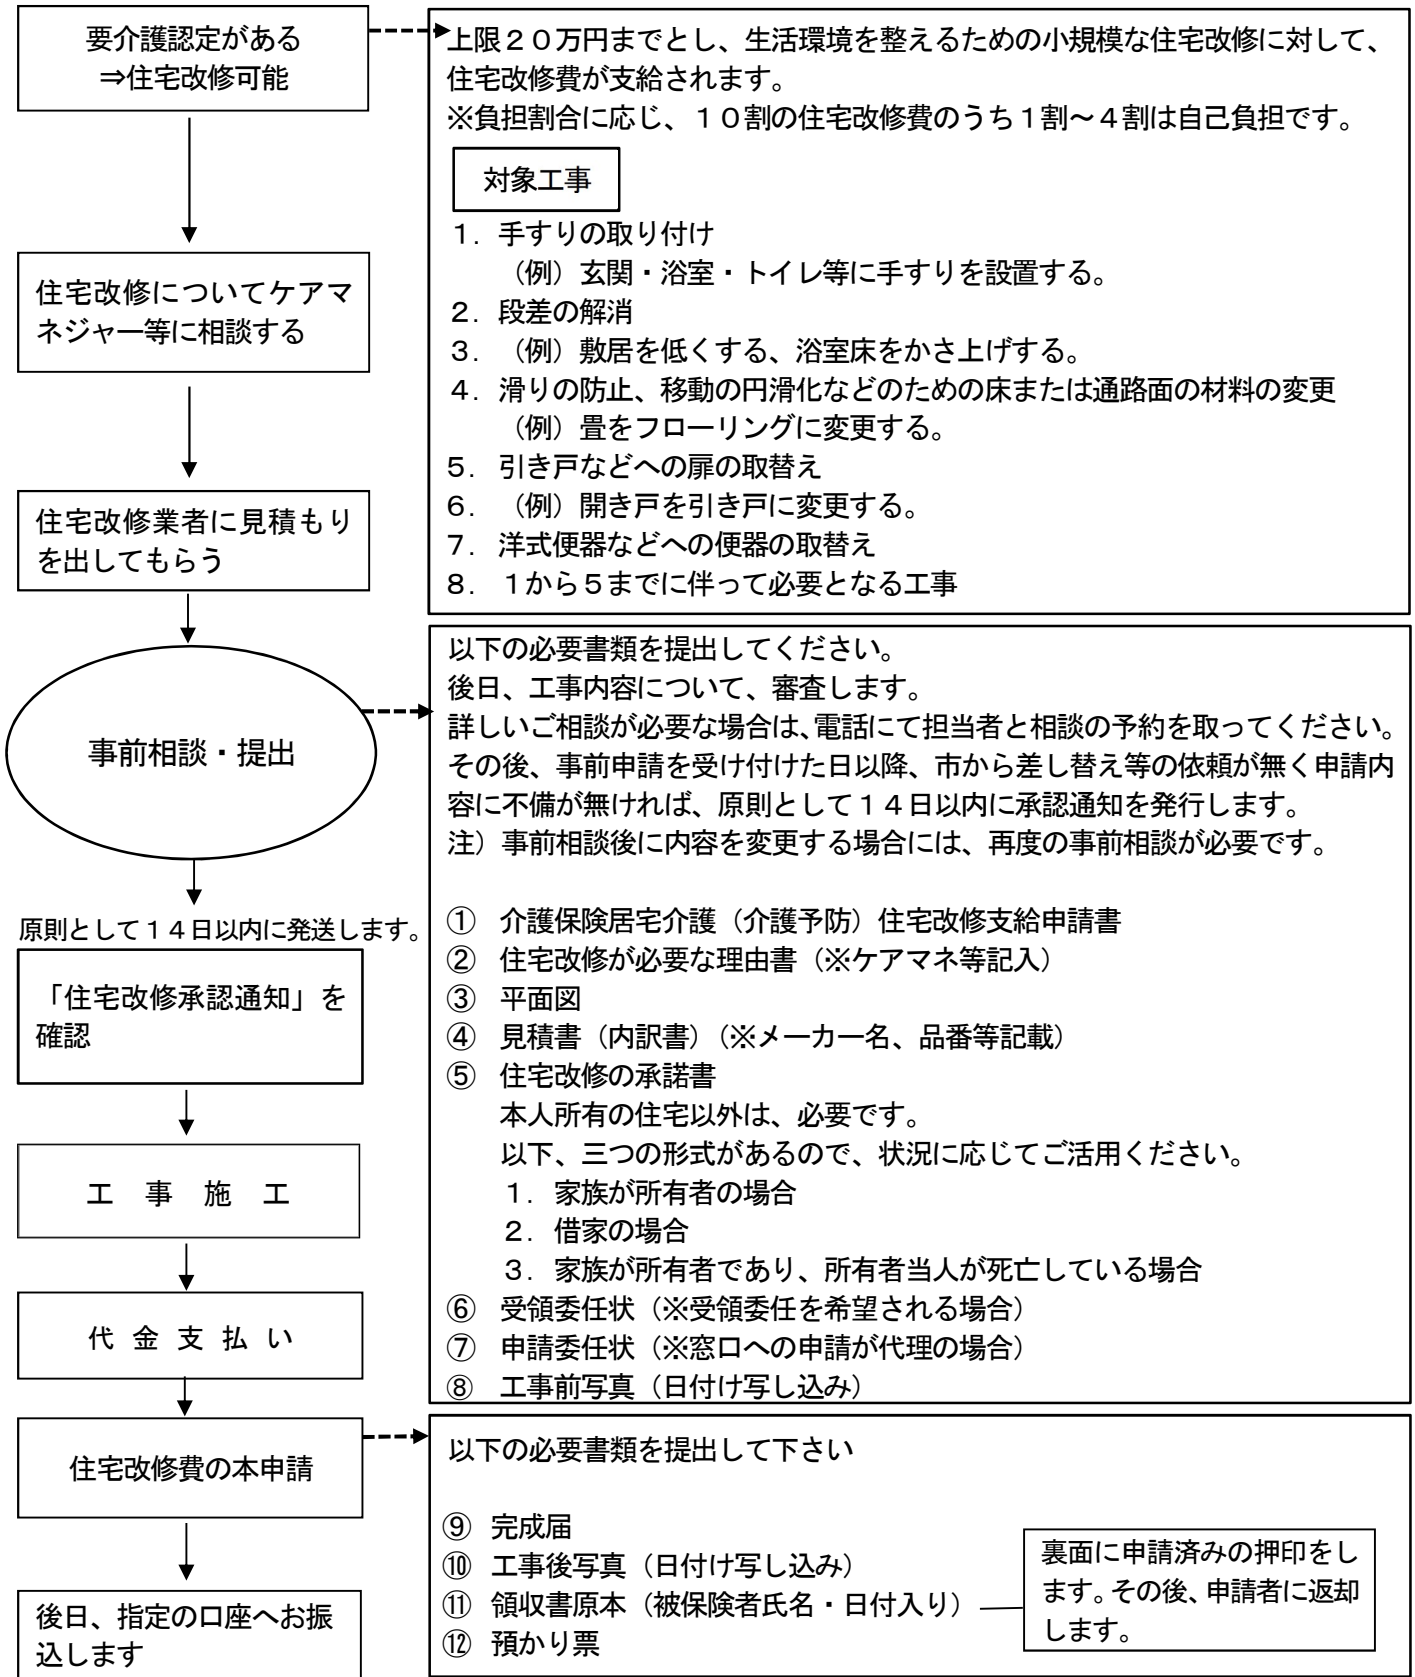 要介護認定がある
⇒住宅改修可能
上限２０万円までとし、生活環境を整えるための小規模な住宅改修に対して、
住宅改修費が支給されます。
※負担割合に応じ、１０割の住宅改修費のうち１割～４割は自己負担です。
対象工事
１．手すりの取り付け
（例）玄関・浴室・トイレ等に手すりを設置する。
２．段差の解消
３．（例）敷居を低くする、浴室床をかさ上げする。
４．滑りの防止、移動の円滑化などのための床または通路面の材料の変更
（例）畳をフローリングに変更する。
５．引き戸などへの扉の取替え
６．（例）開き戸を引き戸に変更する。
７．洋式便器などへの便器の取替え
８．１から５までに伴って必要となる工事
住宅改修についてケアマ
ネジャー等に相談する
住宅改修業者に見積もり
を出してもらう
事前相談・提出
以下の必要書類を提出してください。
後日、工事内容について、審査します。
詳しいご相談が必要な場合は、電話にて担当者と相談の予約を取ってください。
その後、事前申請を受け付けた日以降、市から差し替え等の依頼が無く申請内
容に不備が無ければ、原則として１４日以内に承認通知を発行します。
注）事前相談後に内容を変更する場合には、再度の事前相談が必要です。
① 介護保険居宅介護（介護予防）住宅改修支給申請書
② 住宅改修が必要な理由書（※ケアマネ等記入）
③ 平面図
④ 見積書（内訳書）（※メーカー名、品番等記載）
⑤ 住宅改修の承諾書
本人所有の住宅以外は、必要です。
以下、三つの形式があるので、状況に応じてご活用ください。
１．家族が所有者の場合
２．借家の場合
３．家族が所有者であり、所有者当人が死亡している場合
⑥ 受領委任状（※受領委任を希望される場合）
⑦ 申請委任状（※窓口への申請が代理の場合）
⑧ 工事前写真（日付け写し込み）
原則として１４日以内に発送します。
「住宅改修承認通知」を
確認
工 事 施 工
代 金 支 払 い
住宅改修費の本申請
以下の必要書類を提出して下さい
⑨ 完成届
⑩ 工事後写真（日付け写し込み）
⑪ 領収書原本（被保険者氏名・日付入り）
⑫ 預かり票
裏面に申請済みの押印をし
ます。その後、申請者に返却
します。
後日、指定の口座へお振
込します